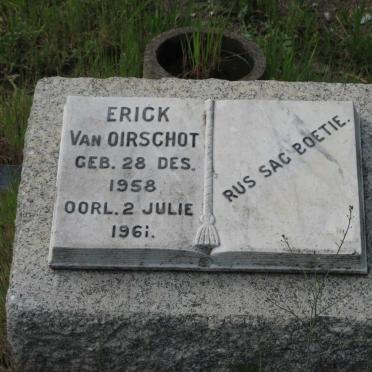 ERICK
VAN OIRSCHOT
GEB. 28 DES.
1958
OORL. 2 JULIE
1961.
RUS SAG BOETIE.